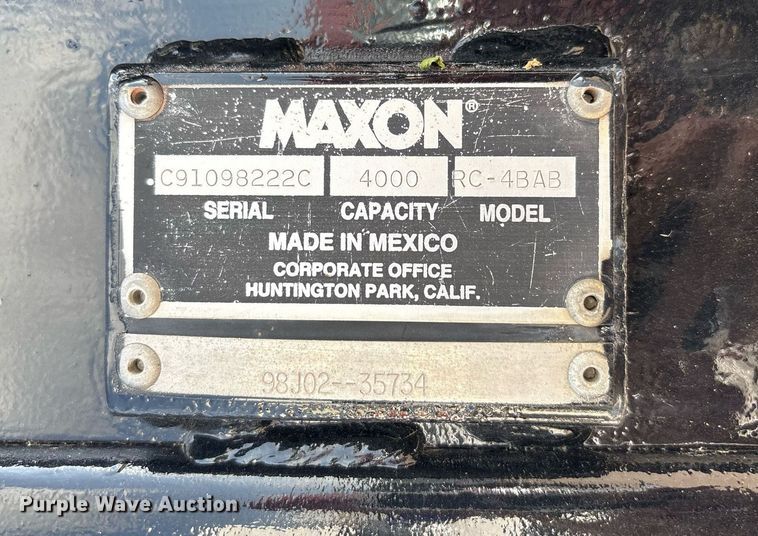 MAXON®
C91098222C 4000 RC-4BAB
SERIAL CAPACITY MODEL
MADE IN MEXICO
CORPORATE OFFICE
HUNTINGTON PARK, CALIF.
98J02--35734
Purple Wave Auction